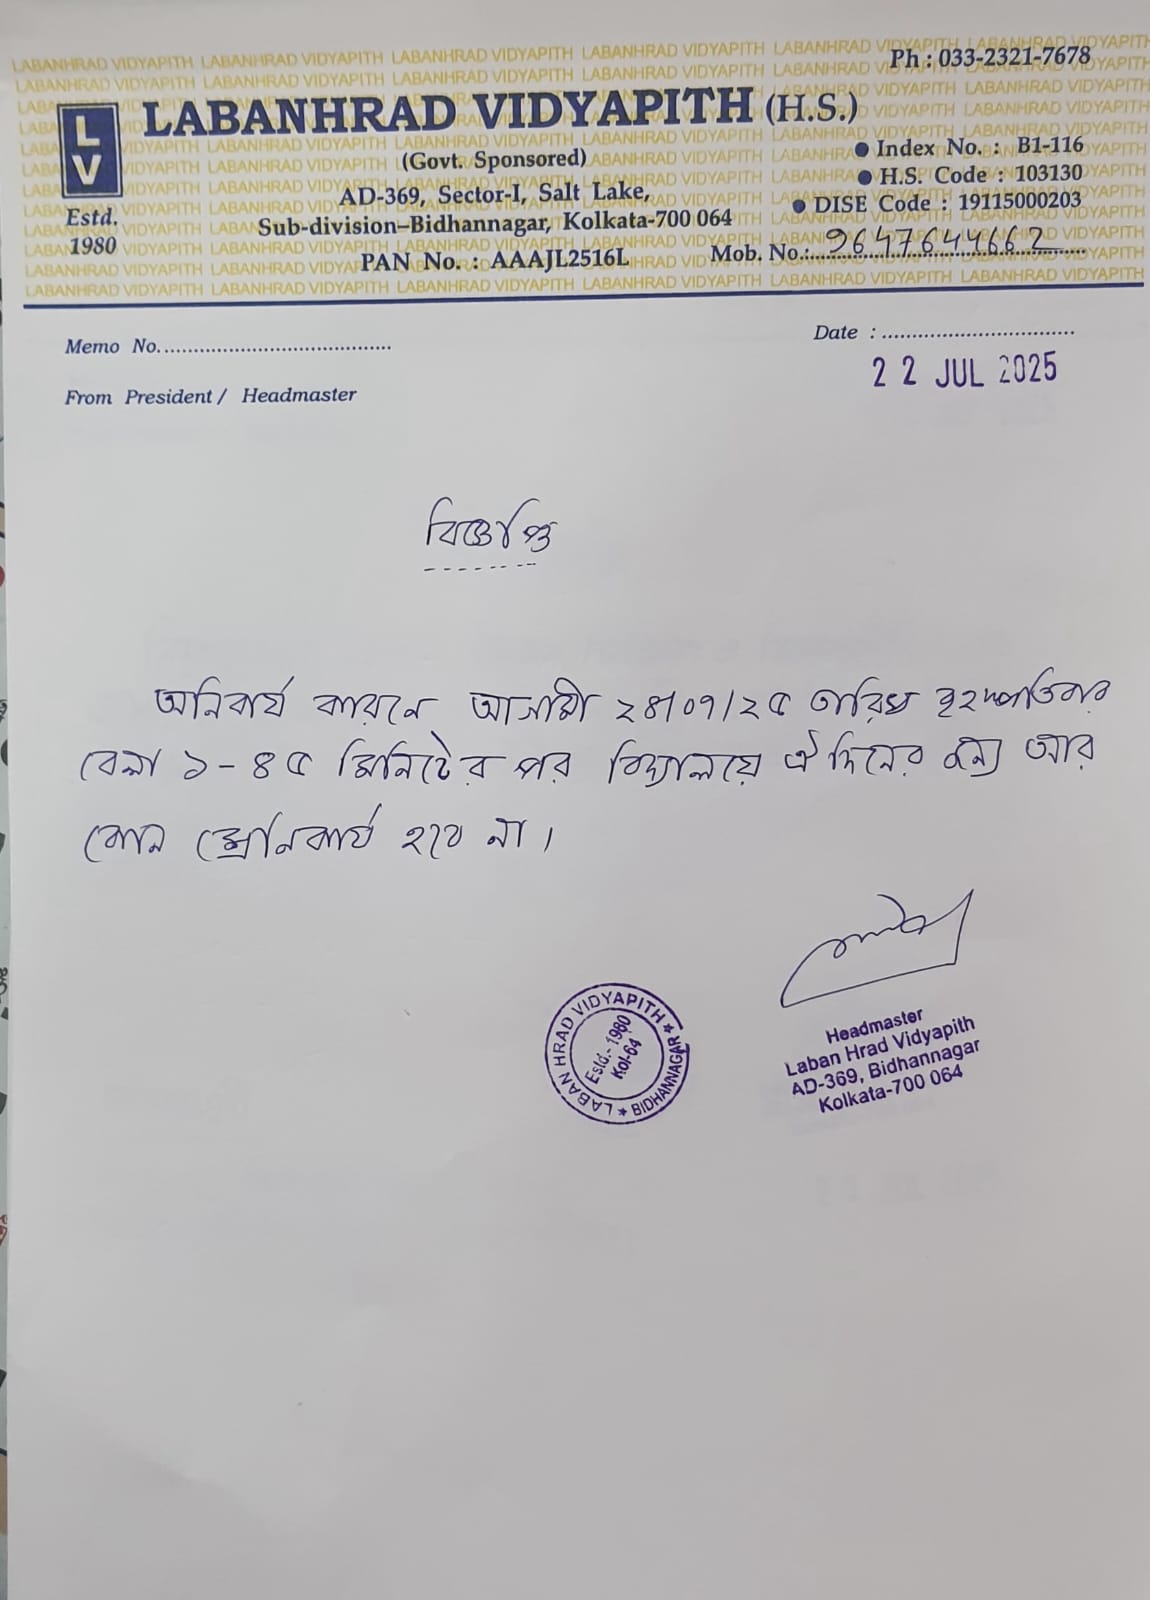 Ph : 033-2321-7678
LABANHRAD VIDYAPITH (H.S.)
L V
(Govt. Sponsored)
● Index No. : B1-116
AD-369, Sector-I, Salt Lake,
● H.S. Code : 103130
Estd. 1980
Sub-division–Bidhannagar, Kolkata-700 064
● DISE Code : 19115000203
PAN No. : AAAJL2516L
Mob. No.: 9647644662
Memo No.
Date :
22 JUL 2025
From President / Headmaster
বিজ্ঞপ্তি
অনিবার্য কারনে আগামী ২৪/০৭/২৫ তারিখ বৃহস্পতিবার
বেলা ১-৪৫ মিনিটের পর বিদ্যালয়ে ঐ দিনের জন্য আর
কোন শ্রেনিকার্য হবে না।
LABAN HRAD VIDYAPITH ★ BIDHANNAGAR ★
Estd.- 1980
Kol-64
Headmaster
Laban Hrad Vidyapith
AD-369, Bidhannagar
Kolkata-700 064